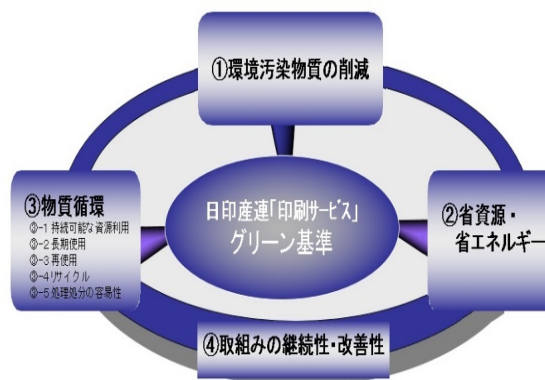 ①環境汚染物質の削減
日印産連「印刷サービス」
グリーン基準
②省資源・
省エネルギー
③物質循環
③-1 持続可能な資源利用
③-2 長期使用
③-3 再使用
③-4 リサイクル
③-5 処理処分の容易性
④取組みの継続性・改善性